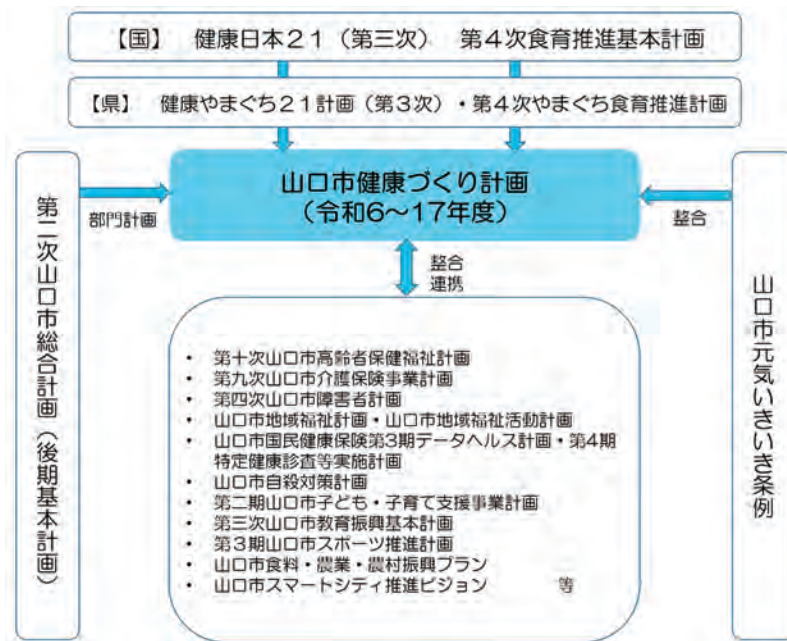 【国】　健康日本２１（第三次）　第４次食育推進基本計画
【県】　健康やまぐち２１計画（第３次）・第４次やまぐち食育推進計画
山口市健康づくり計画
（令和6～17年度）
第二次山口市総合計画（後期基本計画）
部門計画
整合
山口市元気いきいき条例
整合
連携
・ 第十次山口市高齢者保健福祉計画
・ 第九次山口市介護保険事業計画
・ 第四次山口市障害者計画
・ 山口市地域福祉計画・山口市地域福祉活動計画
・ 山口市国民健康保険第3期データヘルス計画・第4期
特定健康診査等実施計画
・ 山口市自殺対策計画
・ 第二期山口市子ども・子育て支援事業計画
・ 第三次山口市教育振興基本計画
・ 第３期山口市スポーツ推進計画
・ 山口市食料・農業・農村振興プラン
・ 山口市スマートシティ推進ビジョン　　　等